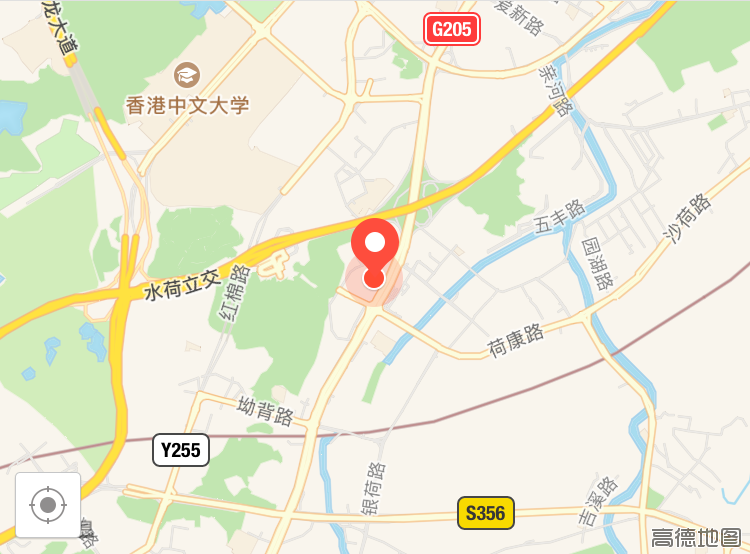 龙大道
爱新路
G205
亲河路
香港中文大学
五丰路
沙荷路
园湖路
水荷立交
红棉路
荷康路
坳背路
Y255
银荷路
S356
吉溪路
路
高德地图